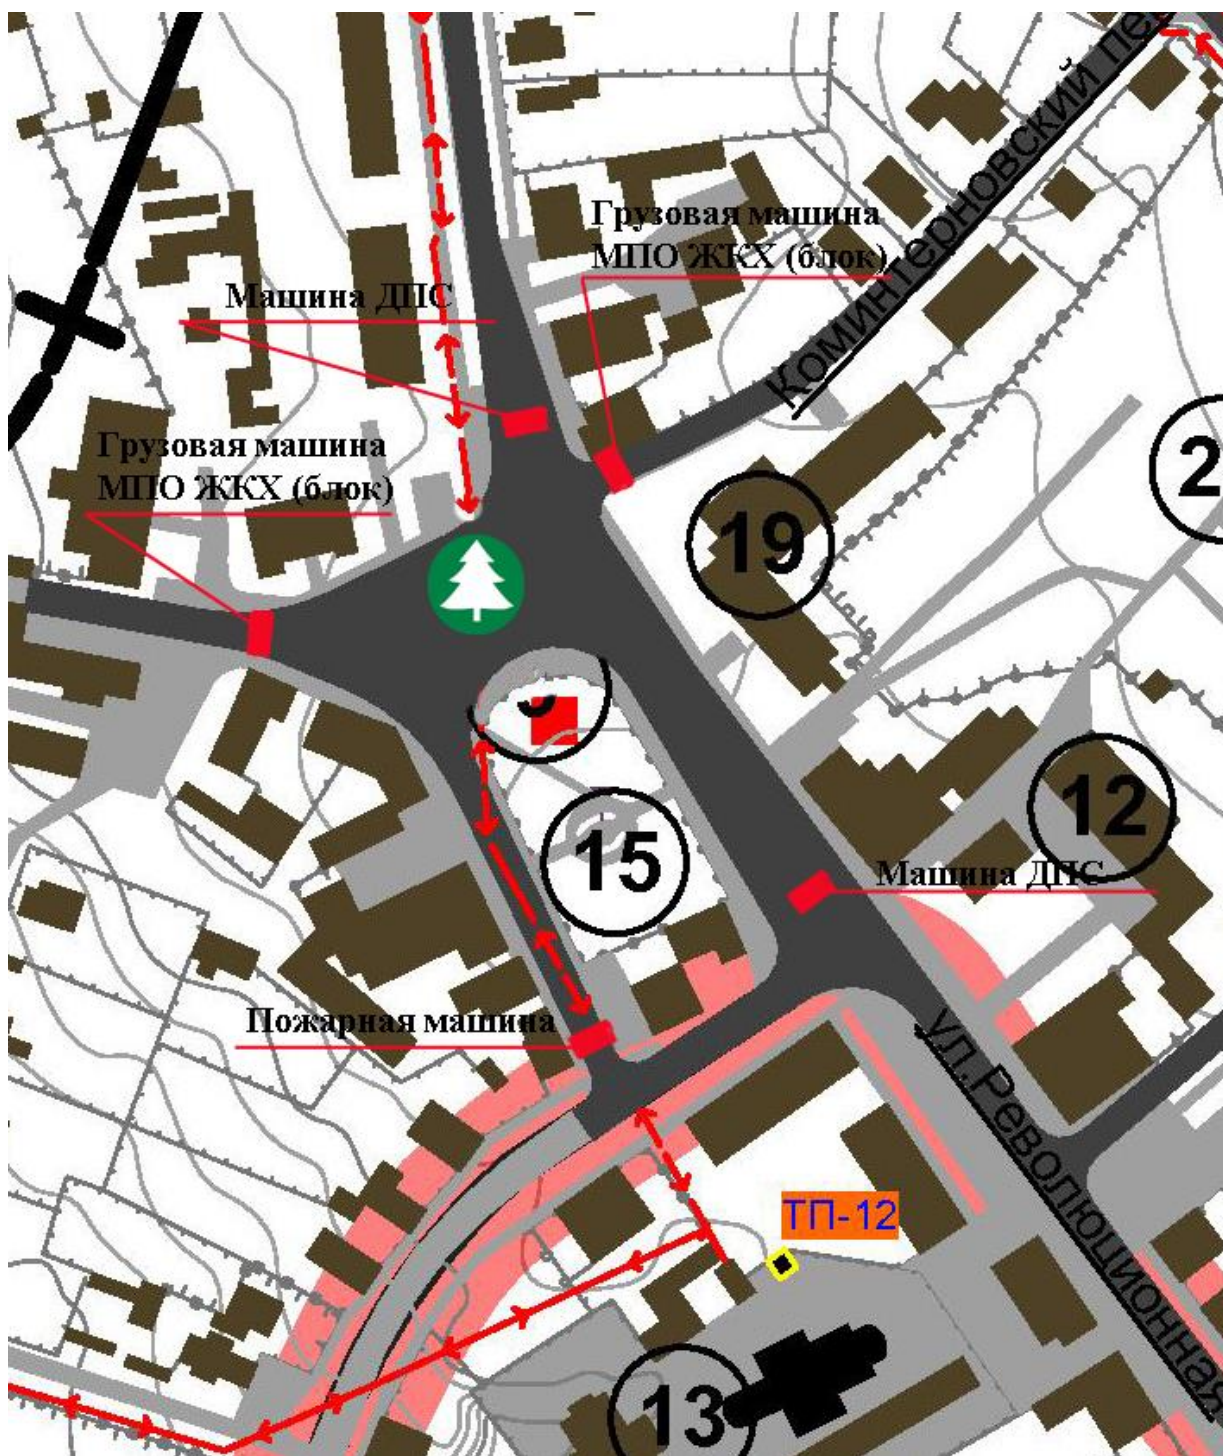 Коминтерновский пер
Грузовая машина
МПО ЖКХ (блок)
Машина ДПС
Грузовая машина
МПО ЖКХ (блок)
2
19
12
15
Машина ДПС
Пожарная машина
ул.Революционная
ТП-12
13